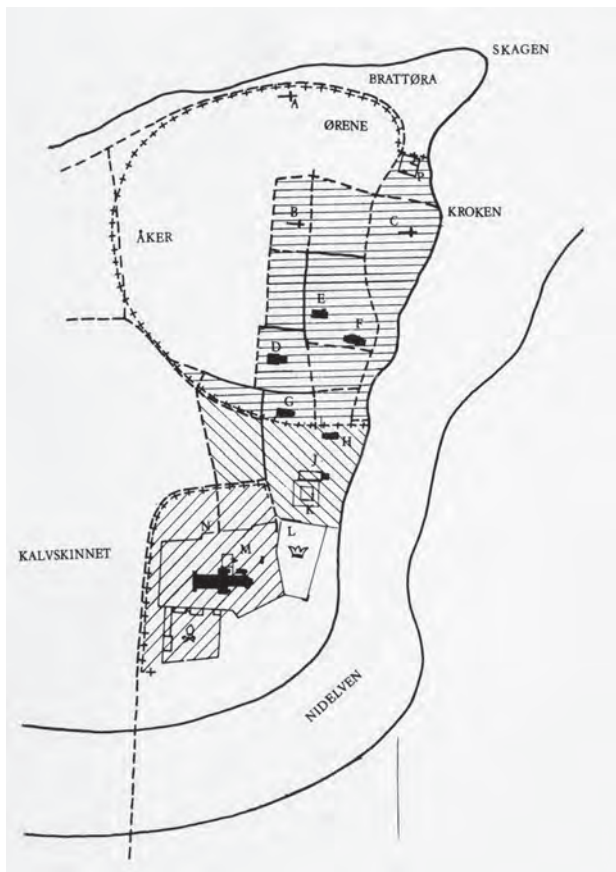 SKAGEN
BRATTØRA
A
ØRENE
P
B
C
KROKEN
ÅKER
E
F
D
G
H
J
K
N
L
M
KALVSKINNET
O
NIDELVEN